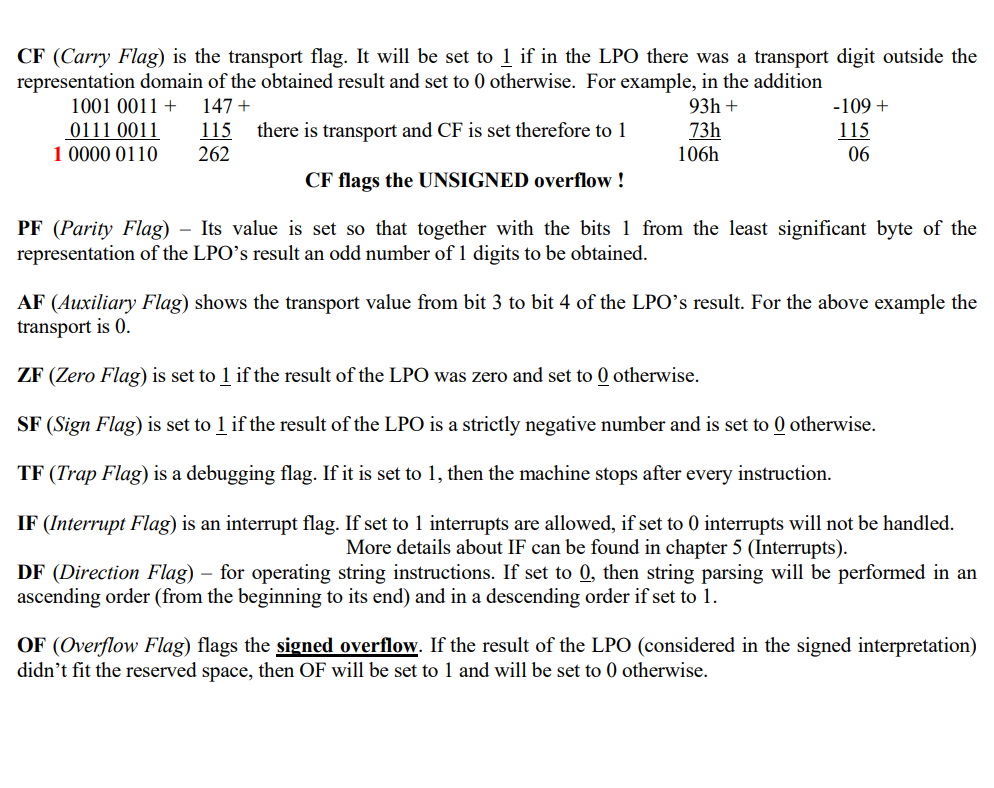 CF (Carry Flag) is the transport flag. It will be set to 1 if in the LPO there was a transport digit outside the
representation domain of the obtained result and set to 0 otherwise. For example, in the addition
1001 0011 + 147 + 93h + -109 +
0111 0011 115 there is transport and CF is set therefore to 1 73h 115
1 0000 0110 262 106h 06
CF flags the UNSIGNED overflow !
PF (Parity Flag) – Its value is set so that together with the bits 1 from the least significant byte of the
representation of the LPO’s result an odd number of 1 digits to be obtained.
AF (Auxiliary Flag) shows the transport value from bit 3 to bit 4 of the LPO’s result. For the above example the
transport is 0.
ZF (Zero Flag) is set to 1 if the result of the LPO was zero and set to 0 otherwise.
SF (Sign Flag) is set to 1 if the result of the LPO is a strictly negative number and is set to 0 otherwise.
TF (Trap Flag) is a debugging flag. If it is set to 1, then the machine stops after every instruction.
IF (Interrupt Flag) is an interrupt flag. If set to 1 interrupts are allowed, if set to 0 interrupts will not be handled.
More details about IF can be found in chapter 5 (Interrupts).
DF (Direction Flag) – for operating string instructions. If set to 0, then string parsing will be performed in an
ascending order (from the beginning to its end) and in a descending order if set to 1.
OF (Overflow Flag) flags the signed overflow. If the result of the LPO (considered in the signed interpretation)
didn’t fit the reserved space, then OF will be set to 1 and will be set to 0 otherwise.